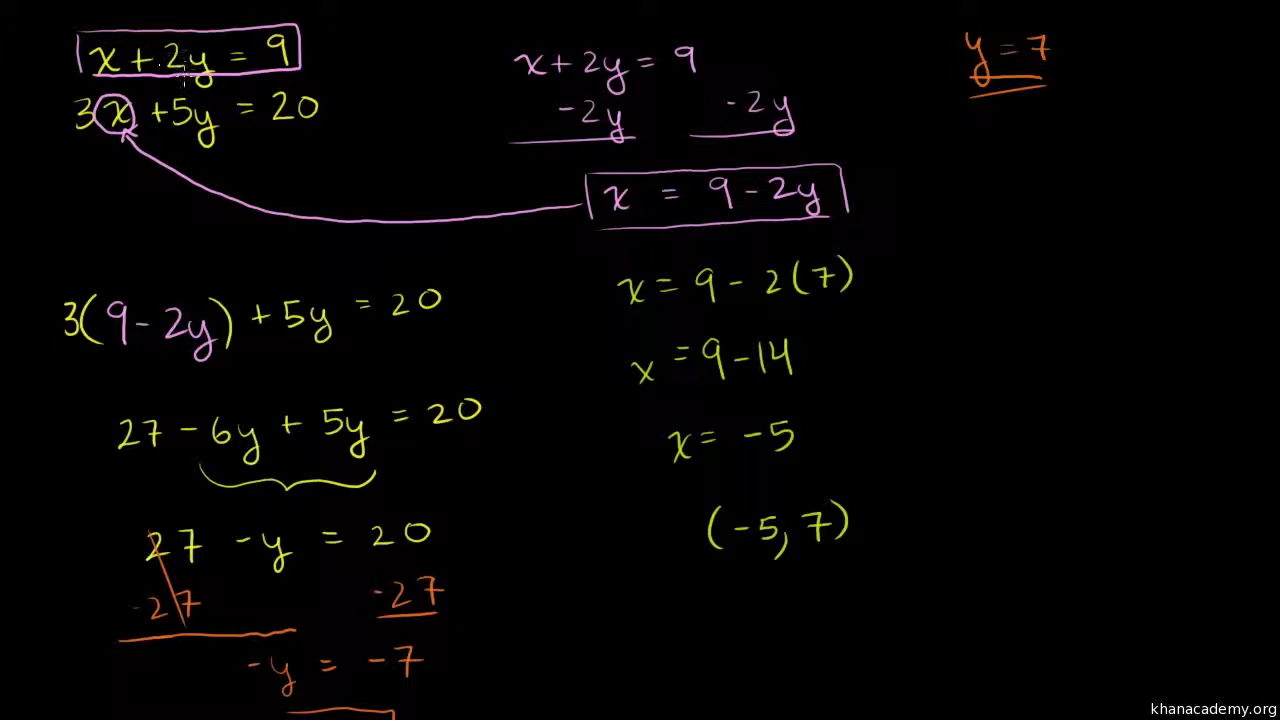 x + 2y = 9
3x + 5y = 20
x + 2y = 9
-2y -2y
x = 9 - 2y
y = 7
3(9 - 2y) + 5y = 20
27 - 6y + 5y = 20
27 - y = 20
-27 -27
-y = -7
x = 9 - 2(7)
x = 9 - 14
x = -5
(-5, 7)
khanacademy.org